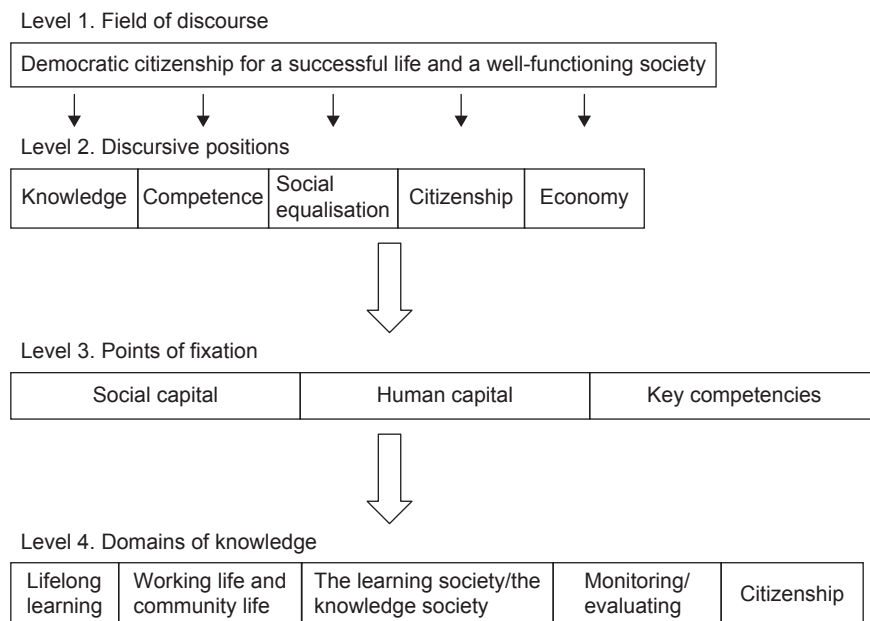 Level 1. Field of discourse
Democratic citizenship for a successful life and a well-functioning society
Level 2. Discursive positions
Knowledge
Competence
Social
equalisation
Citizenship
Economy
Level 3. Points of fixation
Social capital
Human capital
Key competencies
Level 4. Domains of knowledge
Lifelong
learning
Working life and
community life
The learning society/the
knowledge society
Monitoring/
evaluating
Citizenship